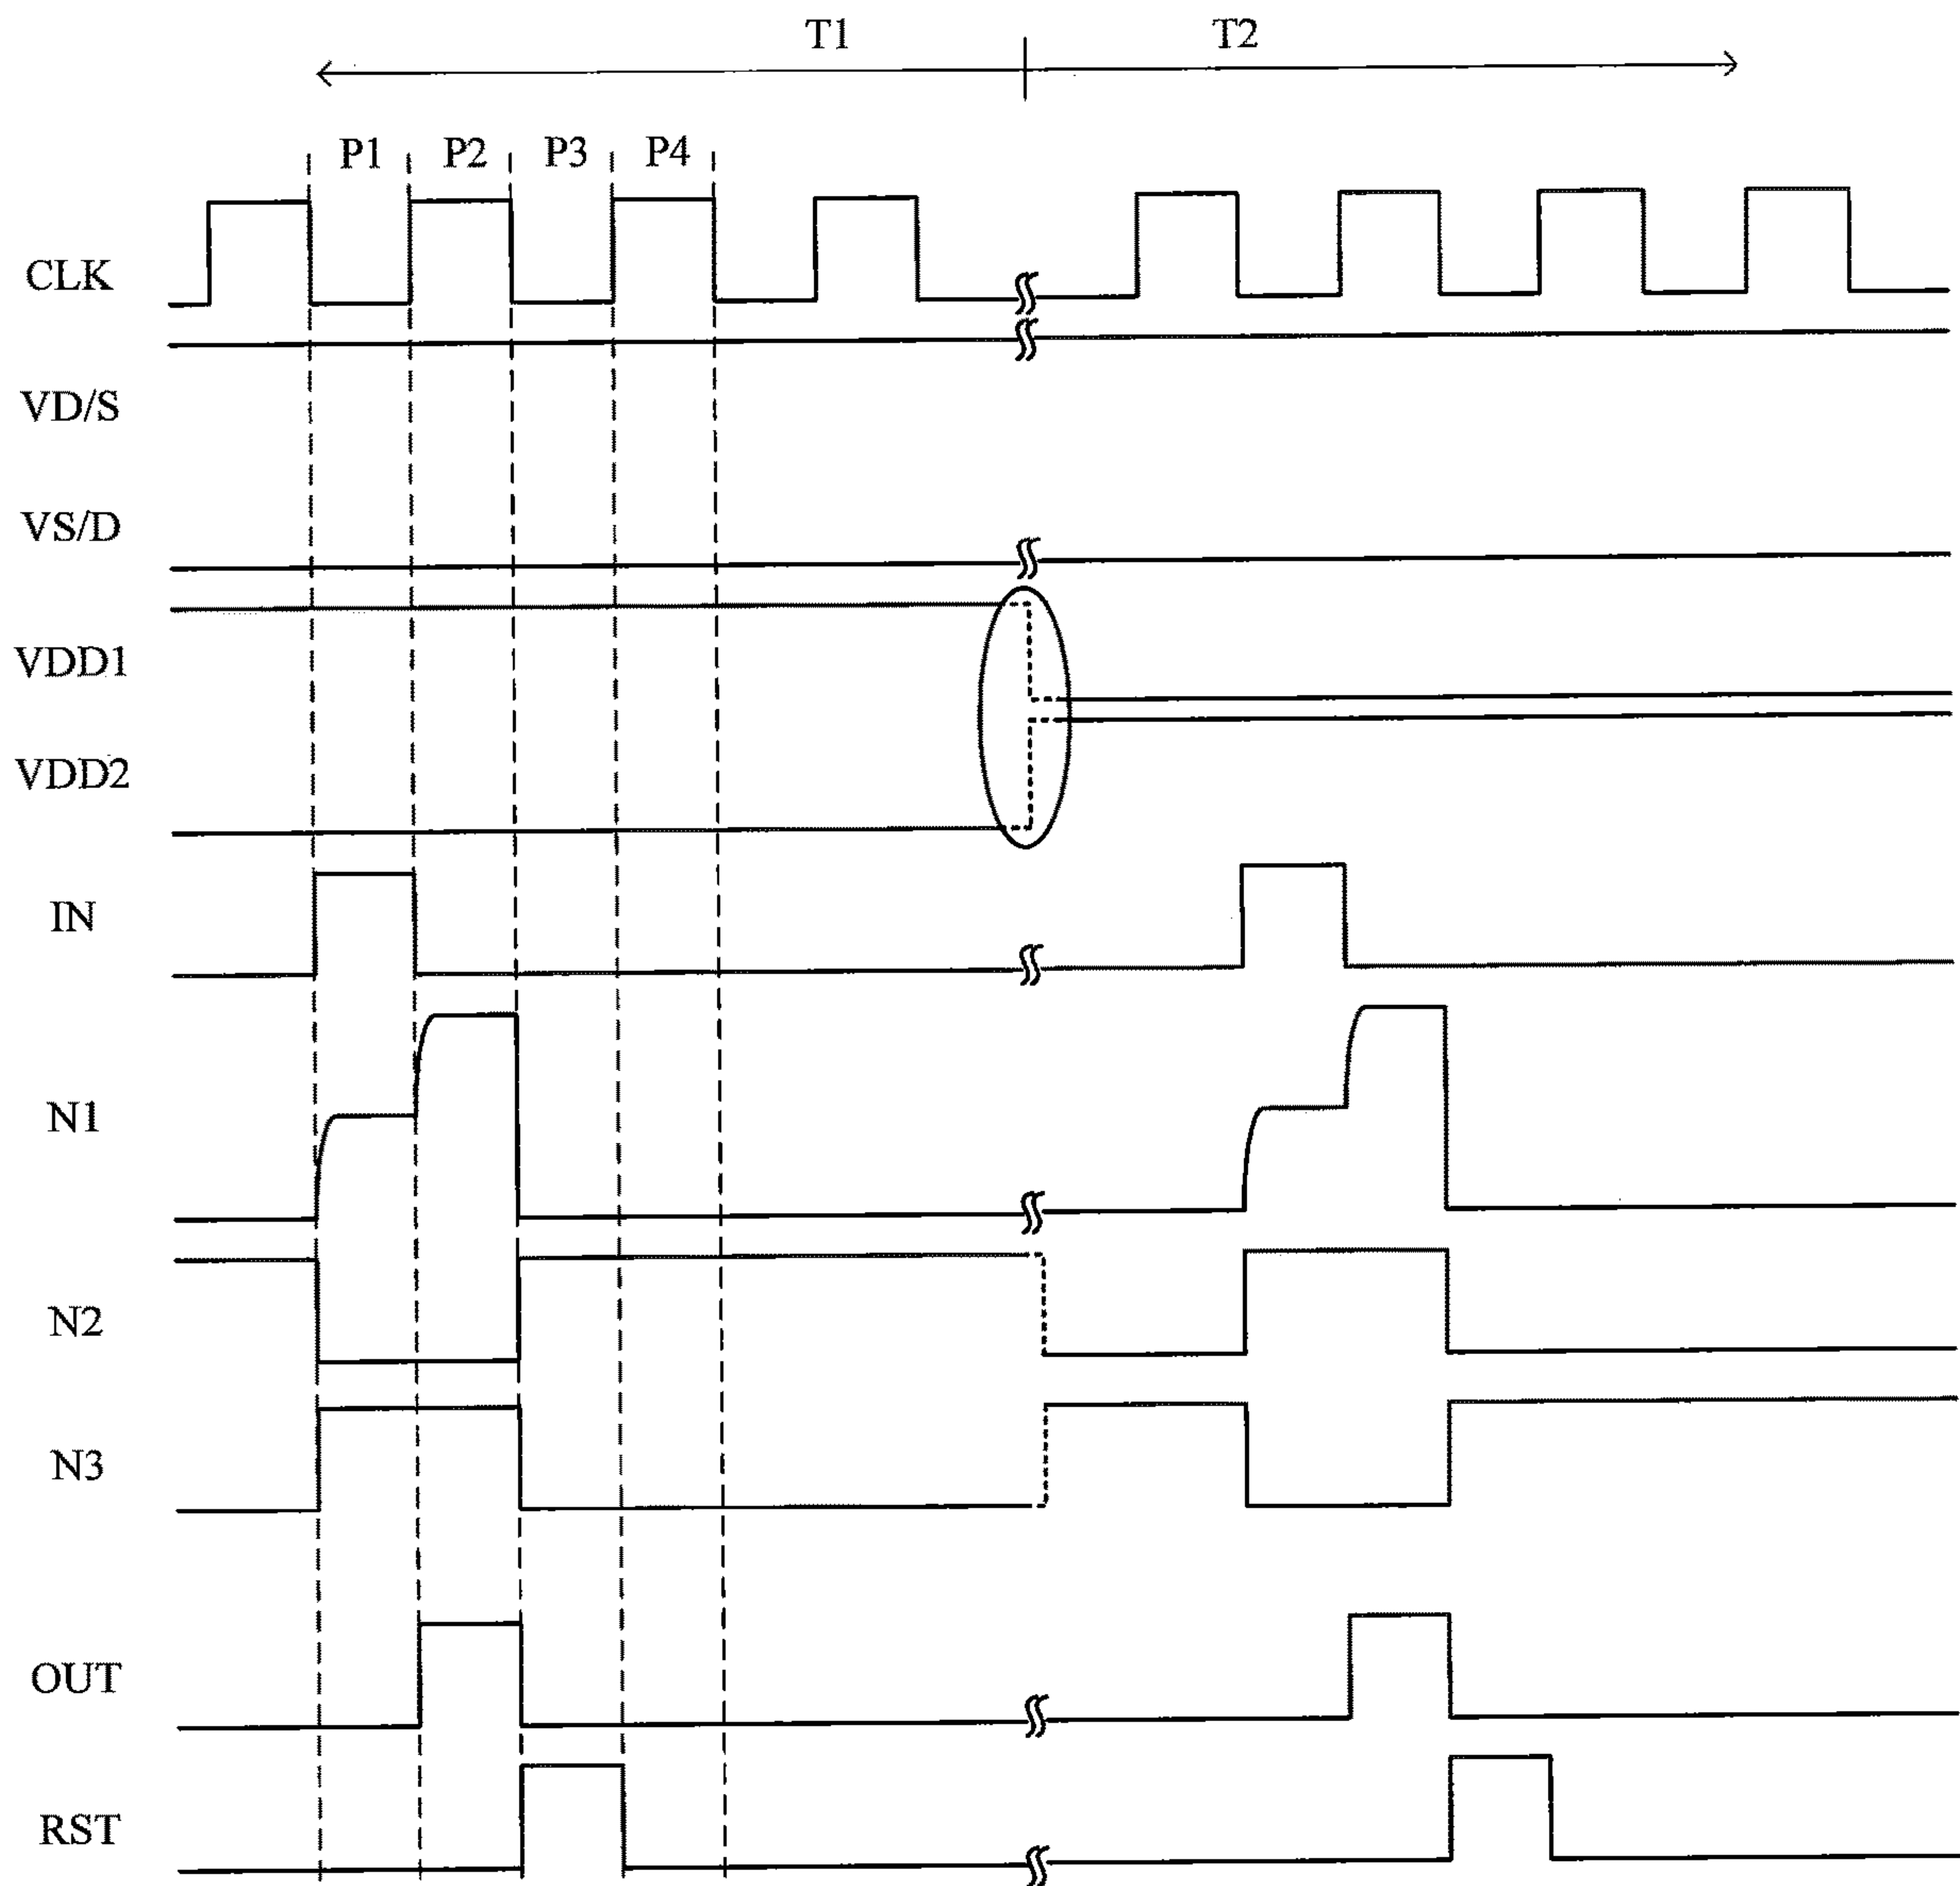 T1 T2
P1 P2 P3 P4
CLK
VD/S
VS/D
VDD1
VDD2
IN
N1
N2
N3
OUT
RST